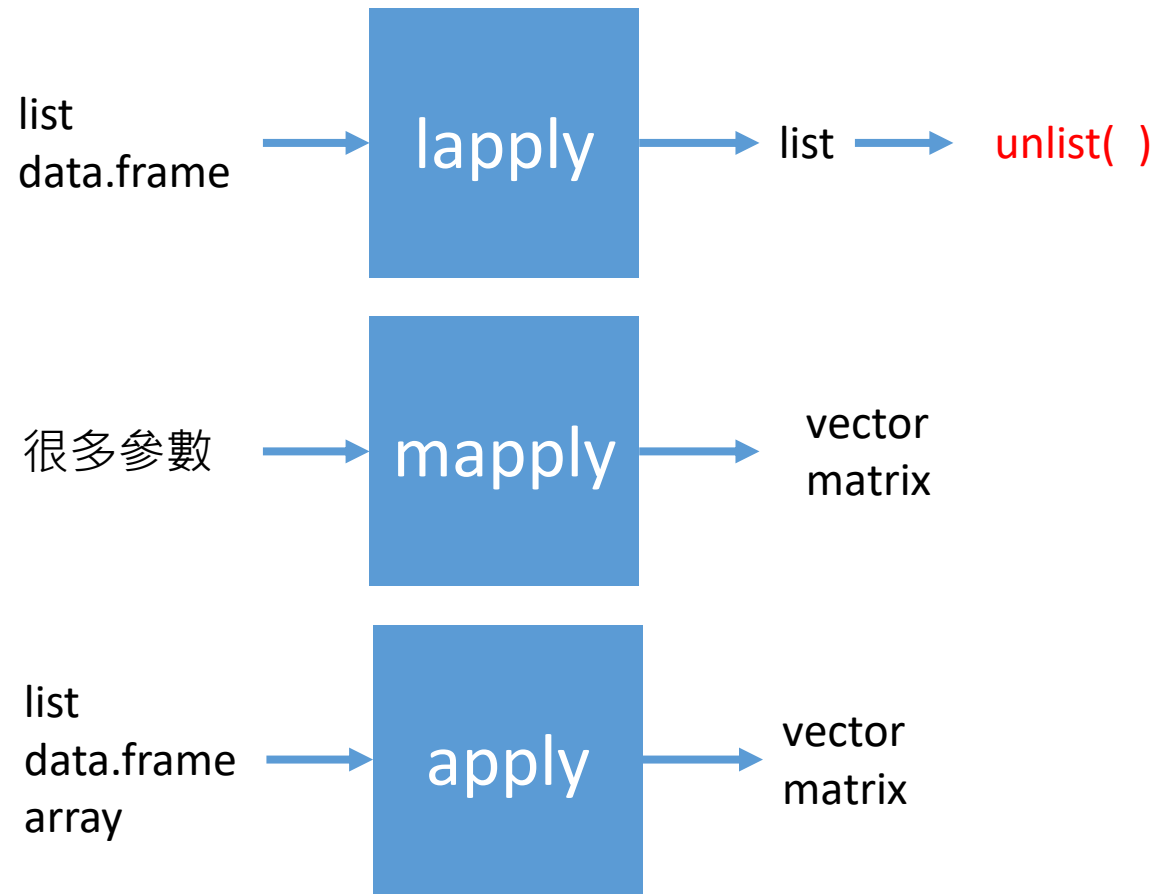 list
data.frame
lapply
list
unlist( )
很多參數
mapply
vector
matrix
list
data.frame
array
apply
vector
matrix